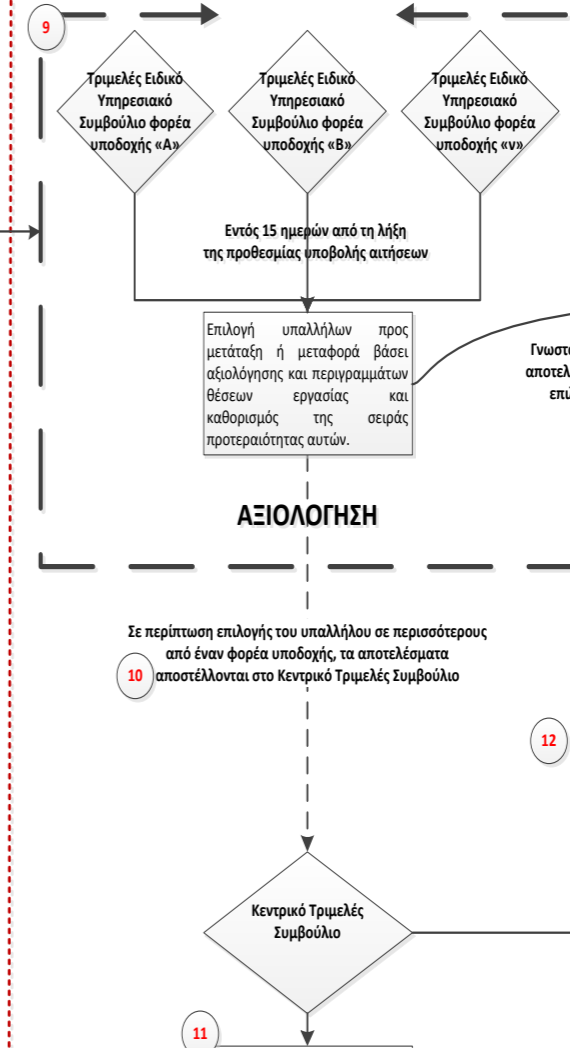 9
Τριμελές Ειδικό
Υπηρεσιακό
Συμβούλιο φορέα
υποδοχής «Α»
Τριμελές Ειδικό
Υπηρεσιακό
Συμβούλιο φορέα
υποδοχής «Β»
Τριμελές Ειδικό
Υπηρεσιακό
Συμβούλιο φορέα
υποδοχής «ν»
Εντός 15 ημερών από τη λήξη
της προθεσμίας υποβολής αιτήσεων
Επιλογή υπαλλήλων προς
μετάταξη ή μεταφορά βάσει
αξιολόγησης και περιγραμμάτων
θέσεων εργασίας και
καθορισμός της σειράς
προτεραιότητας αυτών.
ΑΞΙΟΛΟΓΗΣΗ
Σε περίπτωση επιλογής του υπαλλήλου σε περισσότερους
από έναν φορέα υποδοχής, τα αποτελέσματα
10 αποστέλλονται στο Κεντρικό Τριμελές Συμβούλιο
12
Κεντρικό Τριμελές
Συμβούλιο
11